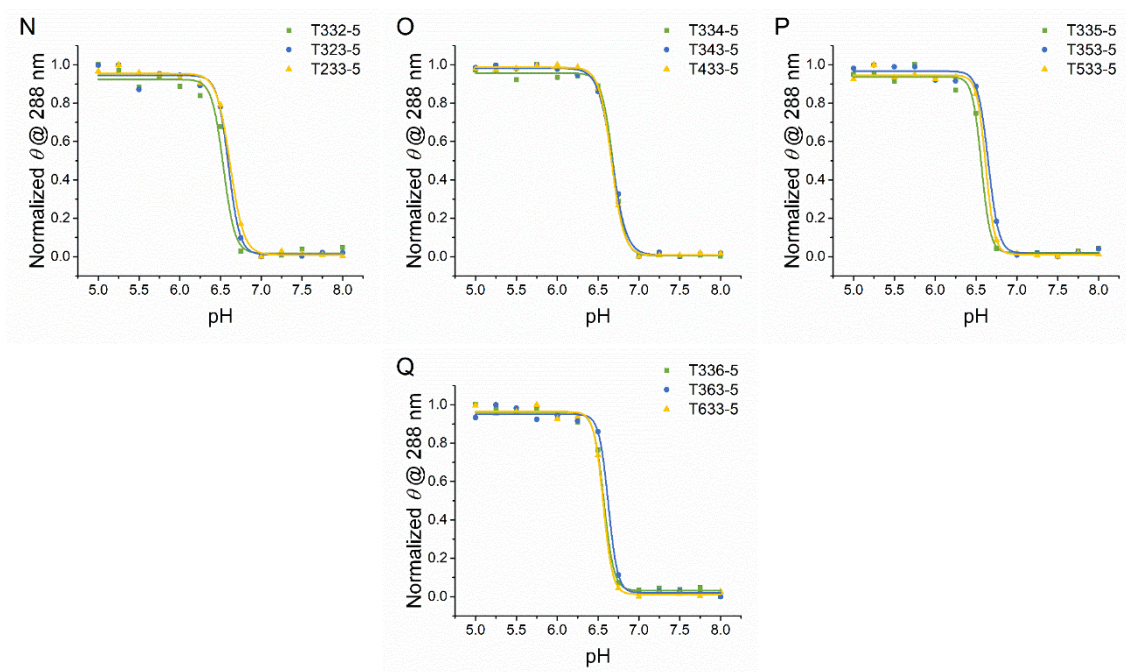 N
T332-5
T323-5
T233-5
Normalized θ @ 288 nm
1.0
0.8
0.6
0.4
0.2
0.0
5.0 5.5 6.0 6.5 7.0 7.5 8.0
pH
O
T334-5
T343-5
T433-5
Normalized θ @ 288 nm
1.0
0.8
0.6
0.4
0.2
0.0
5.0 5.5 6.0 6.5 7.0 7.5 8.0
pH
P
T335-5
T353-5
T533-5
Normalized θ @ 288 nm
1.0
0.8
0.6
0.4
0.2
0.0
5.0 5.5 6.0 6.5 7.0 7.5 8.0
pH
Q
T336-5
T363-5
T633-5
Normalized θ @ 288 nm
1.0
0.8
0.6
0.4
0.2
0.0
5.0 5.5 6.0 6.5 7.0 7.5 8.0
pH